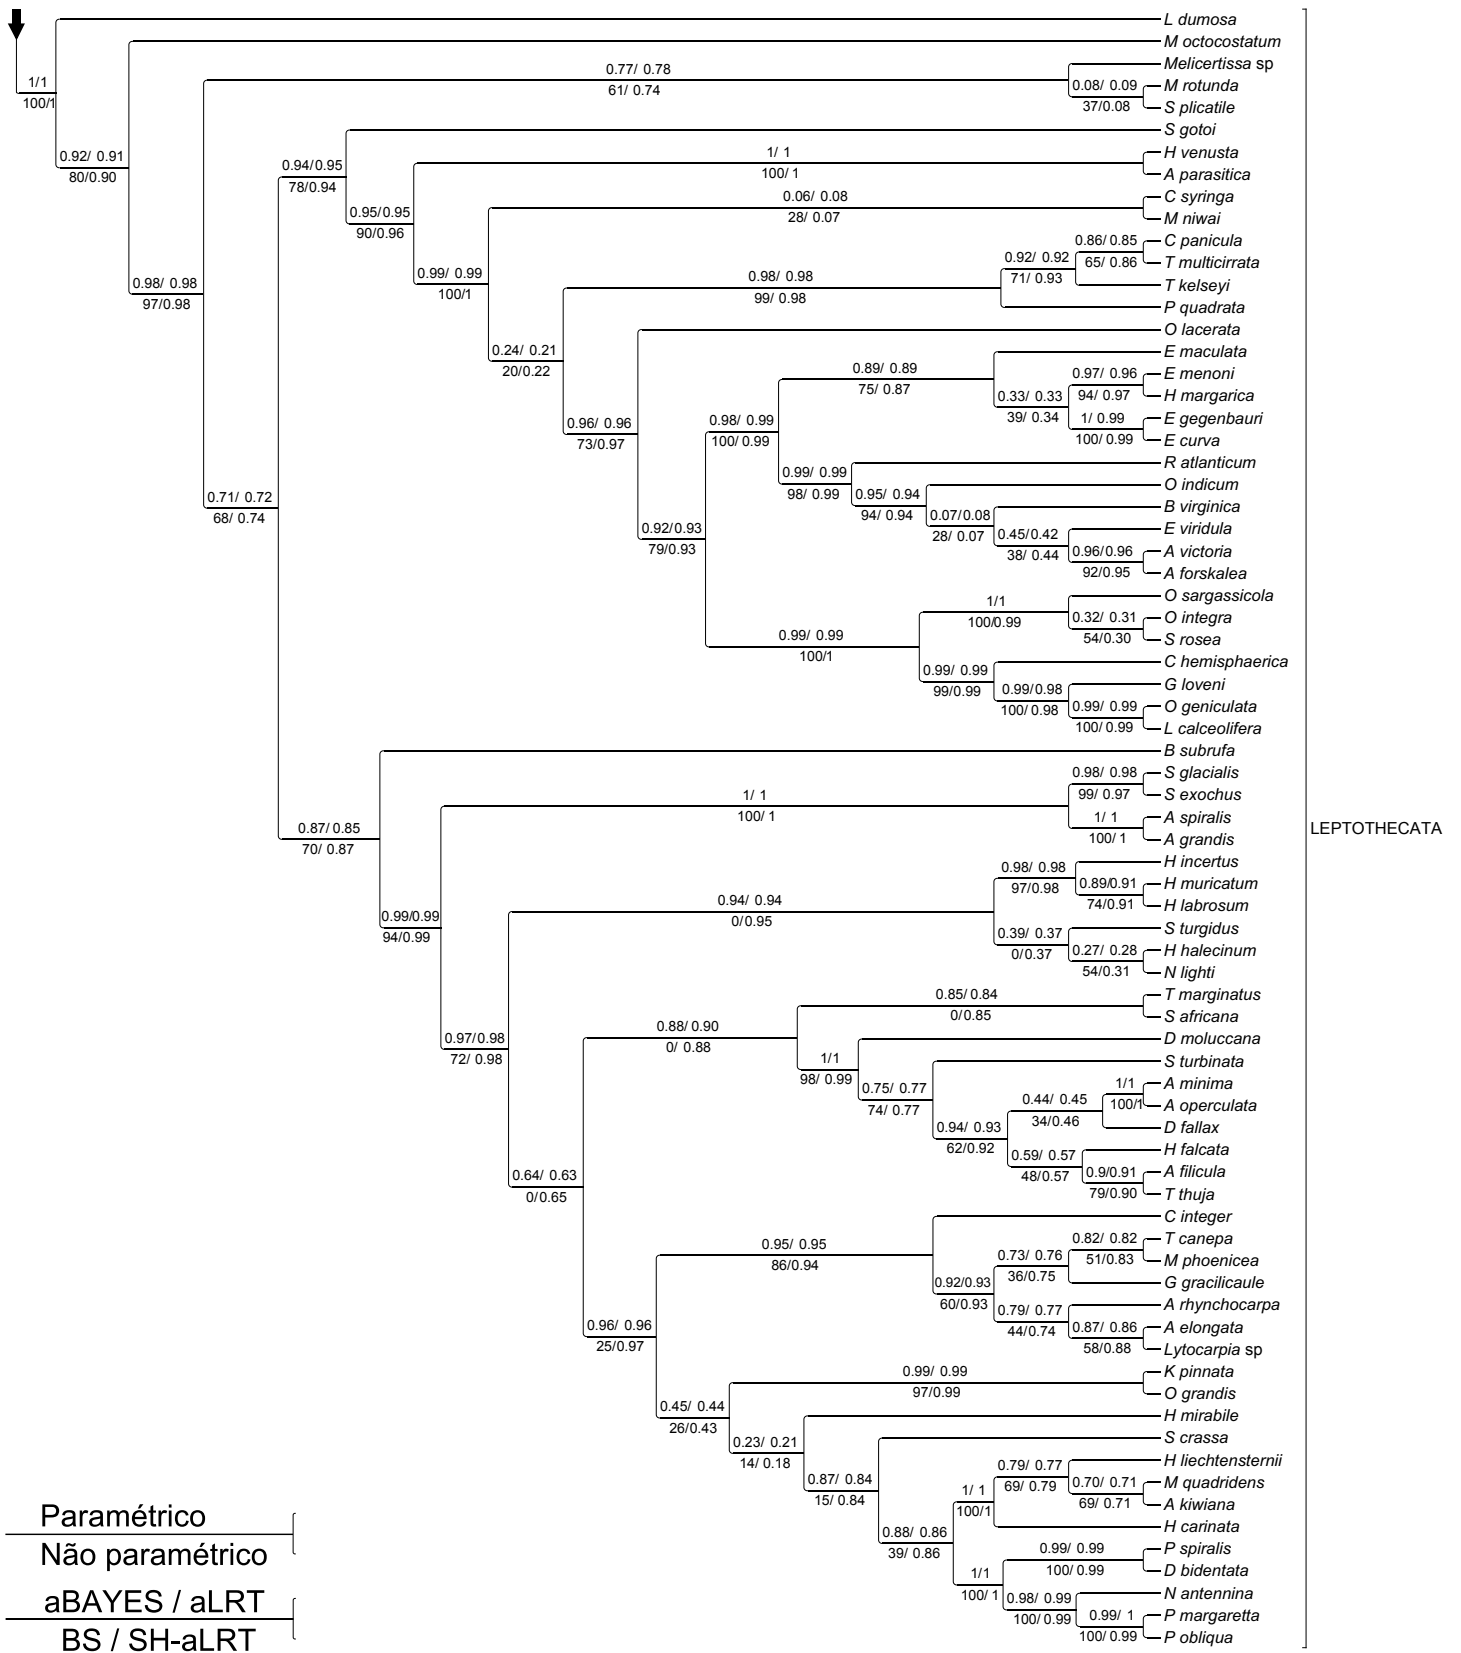 L dumosa
1/1
100/1
M octocostatum
0.92/ 0.91
80/0.90
0.77/ 0.78
61/ 0.74
Melicertissa sp
0.08/ 0.09
37/0.08
M rotunda
S plicatile
0.98/ 0.98
97/0.98
S gotoi
0.94/0.95
78/0.94
1/ 1
100/ 1
H venusta
A parasitica
0.95/0.95
90/0.96
0.06/ 0.08
28/ 0.07
C syringa
M niwai
0.99/ 0.99
100/1
0.98/ 0.98
99/ 0.98
0.92/ 0.92
71/ 0.93
0.86/ 0.85
65/ 0.86
C panicula
T multicirrata
T kelseyi
P quadrata
0.24/ 0.21
20/0.22
O lacerata
0.96/ 0.96
73/0.97
0.89/ 0.89
75/ 0.87
E maculata
0.33/ 0.33
39/ 0.34
0.97/ 0.96
94/ 0.97
E menoni
H margarica
1/ 0.99
100/ 0.99
E gegenbauri
E curva
0.98/ 0.99
100/ 0.99
0.99/ 0.99
98/ 0.99
R atlanticum
0.95/ 0.94
94/ 0.94
O indicum
0.07/0.08
28/ 0.07
B virginica
0.45/0.42
38/ 0.44
E viridula
0.96/0.96
92/0.95
A victoria
A forskalea
0.92/0.93
79/0.93
0.71/ 0.72
68/ 0.74
0.99/ 0.99
100/1
1/1
100/0.99
O sargassicola
0.32/ 0.31
54/0.30
O integra
S rosea
0.99/ 0.99
99/0.99
C hemisphaerica
0.99/0.98
100/ 0.98
G loveni
0.99/ 0.99
100/ 0.99
O geniculata
L calceolifera
0.87/ 0.85
70/ 0.87
B subrufa
1/ 1
100/ 1
0.98/ 0.98
99/ 0.97
S glacialis
S exochus
1/ 1
100/ 1
A spiralis
A grandis
LEPTOTHECATA
0.99/0.99
94/0.99
0.94/ 0.94
0/0.95
0.98/ 0.98
97/0.98
H incertus
0.89/0.91
74/0.91
H muricatum
H labrosum
0.39/ 0.37
0/0.37
S turgidus
0.27/ 0.28
54/0.31
H halecinum
N lighti
0.97/0.98
72/ 0.98
0.88/ 0.90
0/ 0.88
0.85/ 0.84
0/0.85
T marginatus
S africana
1/1
98/ 0.99
D moluccana
0.75/ 0.77
74/ 0.77
S turbinata
0.94/ 0.93
62/0.92
0.44/ 0.45
34/0.46
1/1
100/1
A minima
A operculata
D fallax
0.59/ 0.57
48/0.57
H falcata
0.9/0.91
79/0.90
A filicula
T thuja
0.64/ 0.63
0/0.65
0.95/ 0.95
86/0.94
C integer
0.92/0.93
60/0.93
0.73/ 0.76
36/0.75
0.82/ 0.82
51/0.83
T canepa
M phoenicea
G gracilicaule
0.79/ 0.77
44/0.74
A rhynchocarpa
0.87/ 0.86
58/0.88
A elongata
Lytocarpia sp
0.96/ 0.96
25/0.97
0.99/ 0.99
97/0.99
K pinnata
O grandis
0.45/ 0.44
26/0.43
H mirabile
0.23/ 0.21
14/ 0.18
S crassa
0.87/ 0.84
15/ 0.84
0.79/ 0.77
69/ 0.79
H liechtensternii
0.70/ 0.71
69/ 0.71
M quadridens
A kiwiana
1/ 1
100/1
H carinata
0.88/ 0.86
39/ 0.86
0.99/ 0.99
100/ 0.99
P spiralis
D bidentata
1/1
100/ 1
0.98/ 0.99
100/ 0.99
N antennina
0.99/ 1
100/ 0.99
P margaretta
P obliqua
Paramétrico
Não paramétrico
aBAYES / aLRT
BS / SH-aLRT